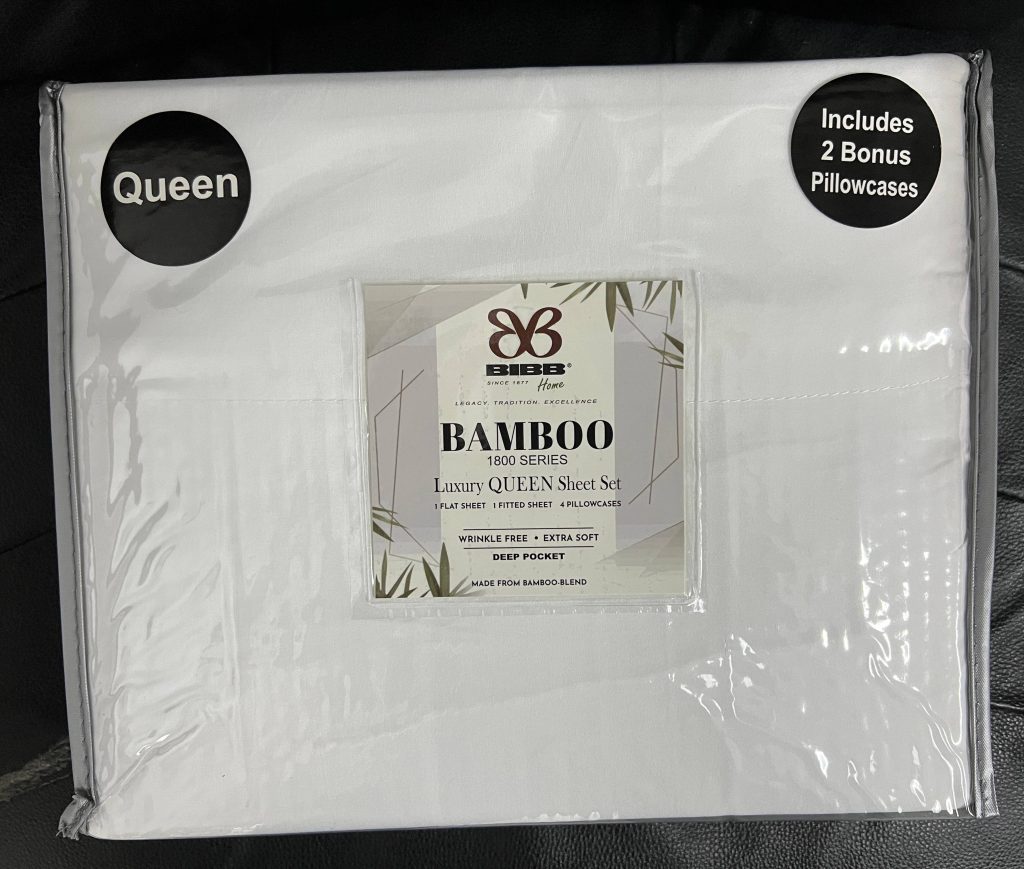 Queen
Includes
2 Bonus
Pillowcases
BIBB®
SINCE 1877 Home
LEGACY. TRADITION. EXCELLENCE
BAMBOO
1800 SERIES
Luxury QUEEN Sheet Set
1 FLAT SHEET 1 FITTED SHEET 4 PILLOWCASES
WRINKLE FREE • EXTRA SOFT
DEEP POCKET
MADE FROM BAMBOO-BLEND